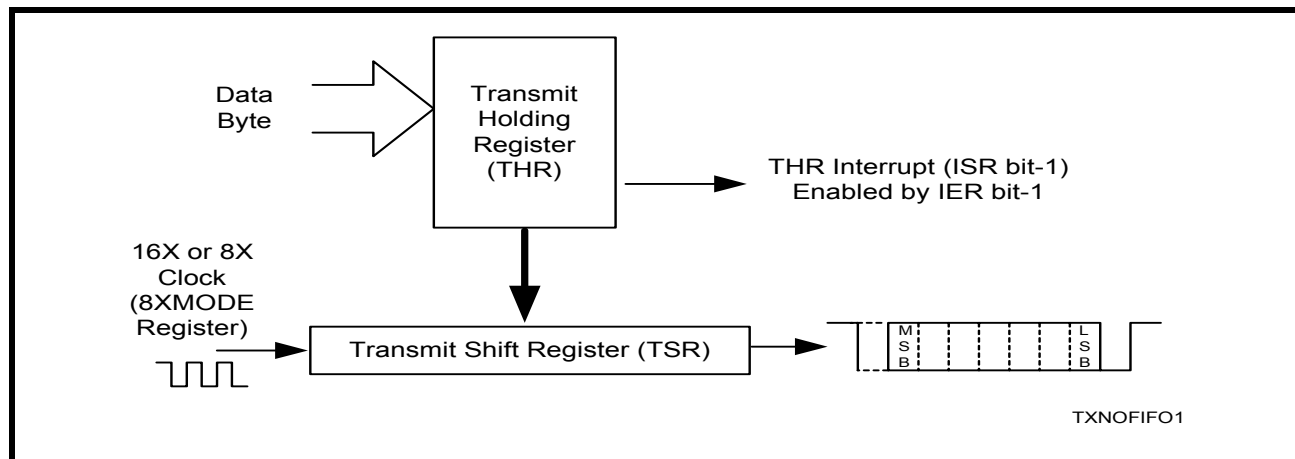 Data
Byte
Transmit
Holding
Register
(THR)
THR Interrupt (ISR bit-1)
Enabled by IER bit-1
16X or 8X
Clock
(8XMODE
Register)
Transmit Shift Register (TSR)
M
S
B
L
S
B
TXNOFIFO1